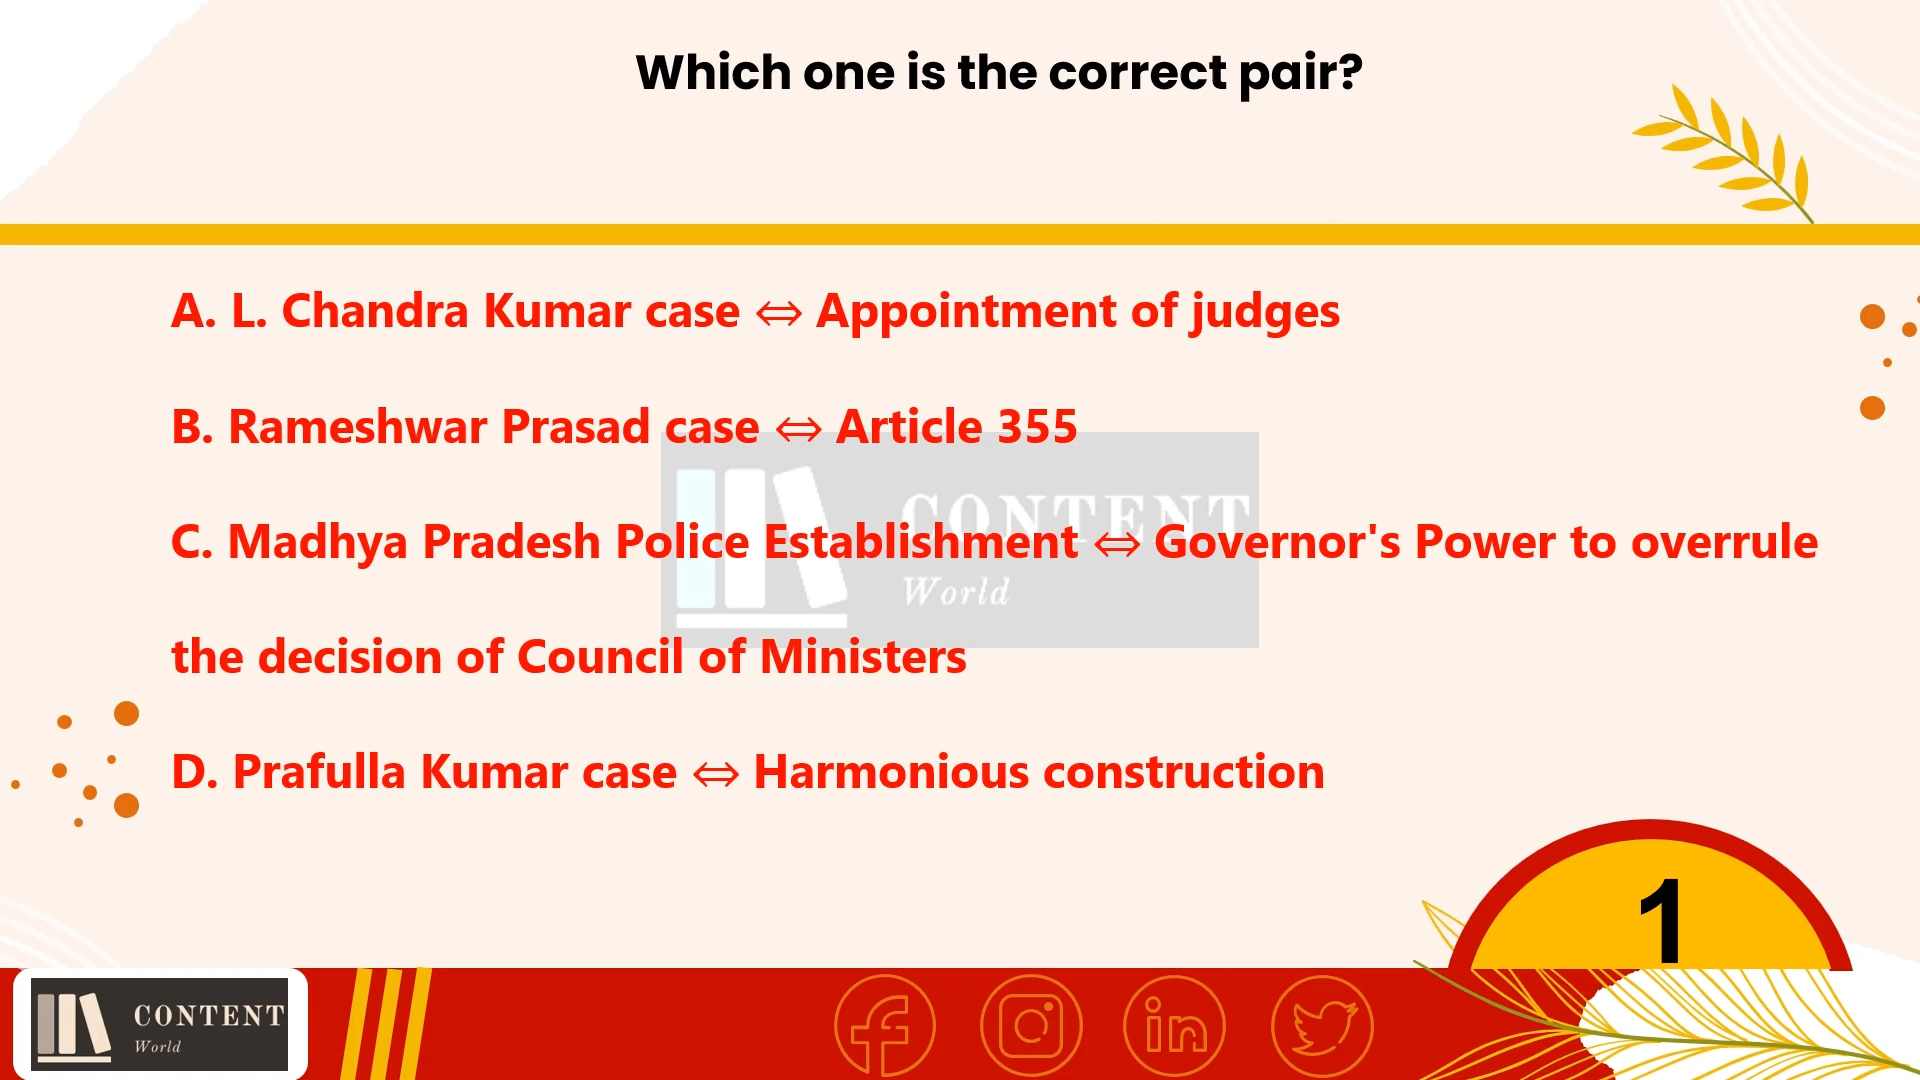 Which one is the correct pair?
A. L. Chandra Kumar case ⇔ Appointment of judges
B. Rameshwar Prasad case ⇔ Article 355
C. Madhya Pradesh Police Establishment ⇔ Governor's Power to overrule
the decision of Council of Ministers
D. Prafulla Kumar case ⇔ Harmonious construction
CONTENT
World
1
CONTENT
World